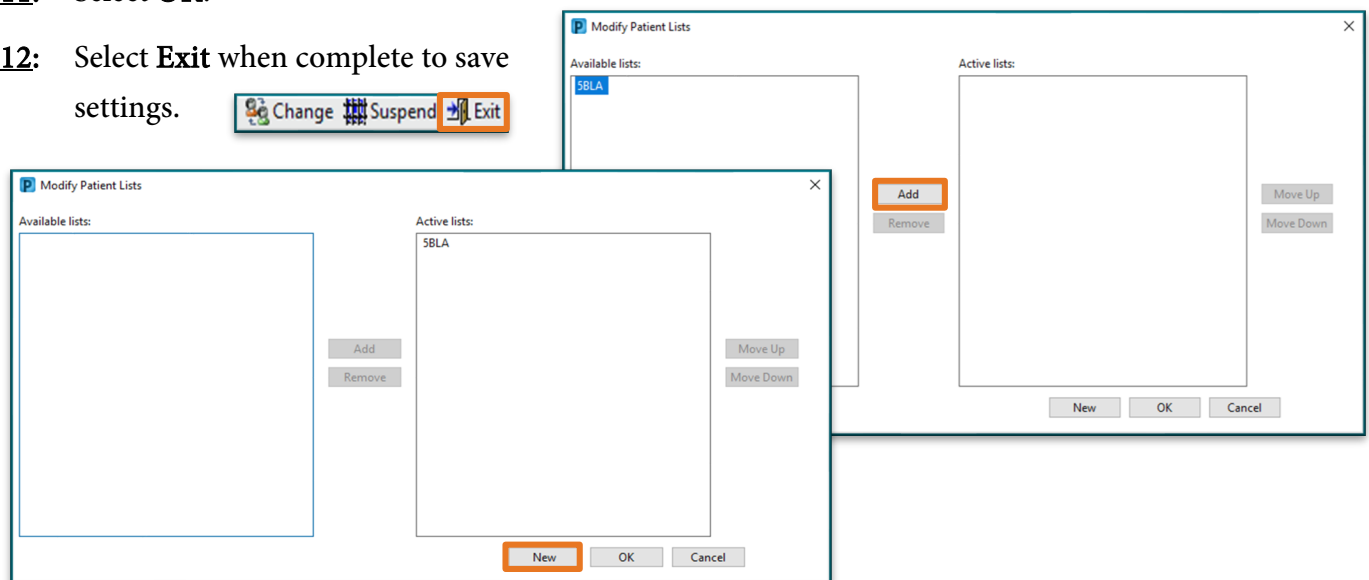 12: Select Exit when complete to save
settings.
Change Suspend Exit
P Modify Patient Lists
Available lists:
Active lists:
5BLA
Add
Remove
Move Up
Move Down
New OK Cancel
P Modify Patient Lists
Available lists:
Active lists:
5BLA
Add
Remove
Move Up
Move Down
New OK Cancel